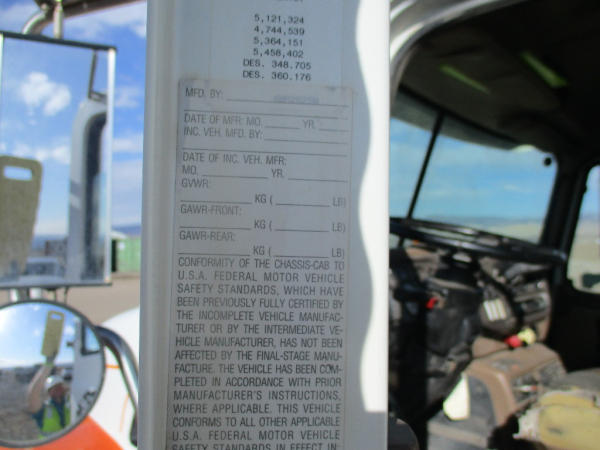 5,121,324
4,744,539
5,364,151
5,458,402
DES. 348.705
DES. 360.176
MFD. BY:
DATE OF MFR: MO. YR.
INC. VEH. MFD. BY:
DATE OF INC. VEH. MFR:
MO. YR.
GVWR:
KG ( LB)
GAWR-FRONT:
KG ( LB)
GAWR-REAR:
KG ( LB)
CONFORMITY OF THE CHASSIS-CAB TO
U.S.A. FEDERAL MOTOR VEHICLE
SAFETY STANDARDS, WHICH HAVE
BEEN PREVIOUSLY FULLY CERTIFIED BY
THE INCOMPLETE VEHICLE MANUFAC-
TURER OR BY THE INTERMEDIATE VE-
HICLE MANUFACTURER, HAS NOT BEEN
AFFECTED BY THE FINAL-STAGE MANU-
FACTURE. THE VEHICLE HAS BEEN COM-
PLETED IN ACCORDANCE WITH PRIOR
MANUFACTURER'S INSTRUCTIONS,
WHERE APPLICABLE. THIS VEHICLE
CONFORMS TO ALL OTHER APPLICABLE
U.S.A. FEDERAL MOTOR VEHICLE
SAFETY STANDARDS IN EFFECT IN: